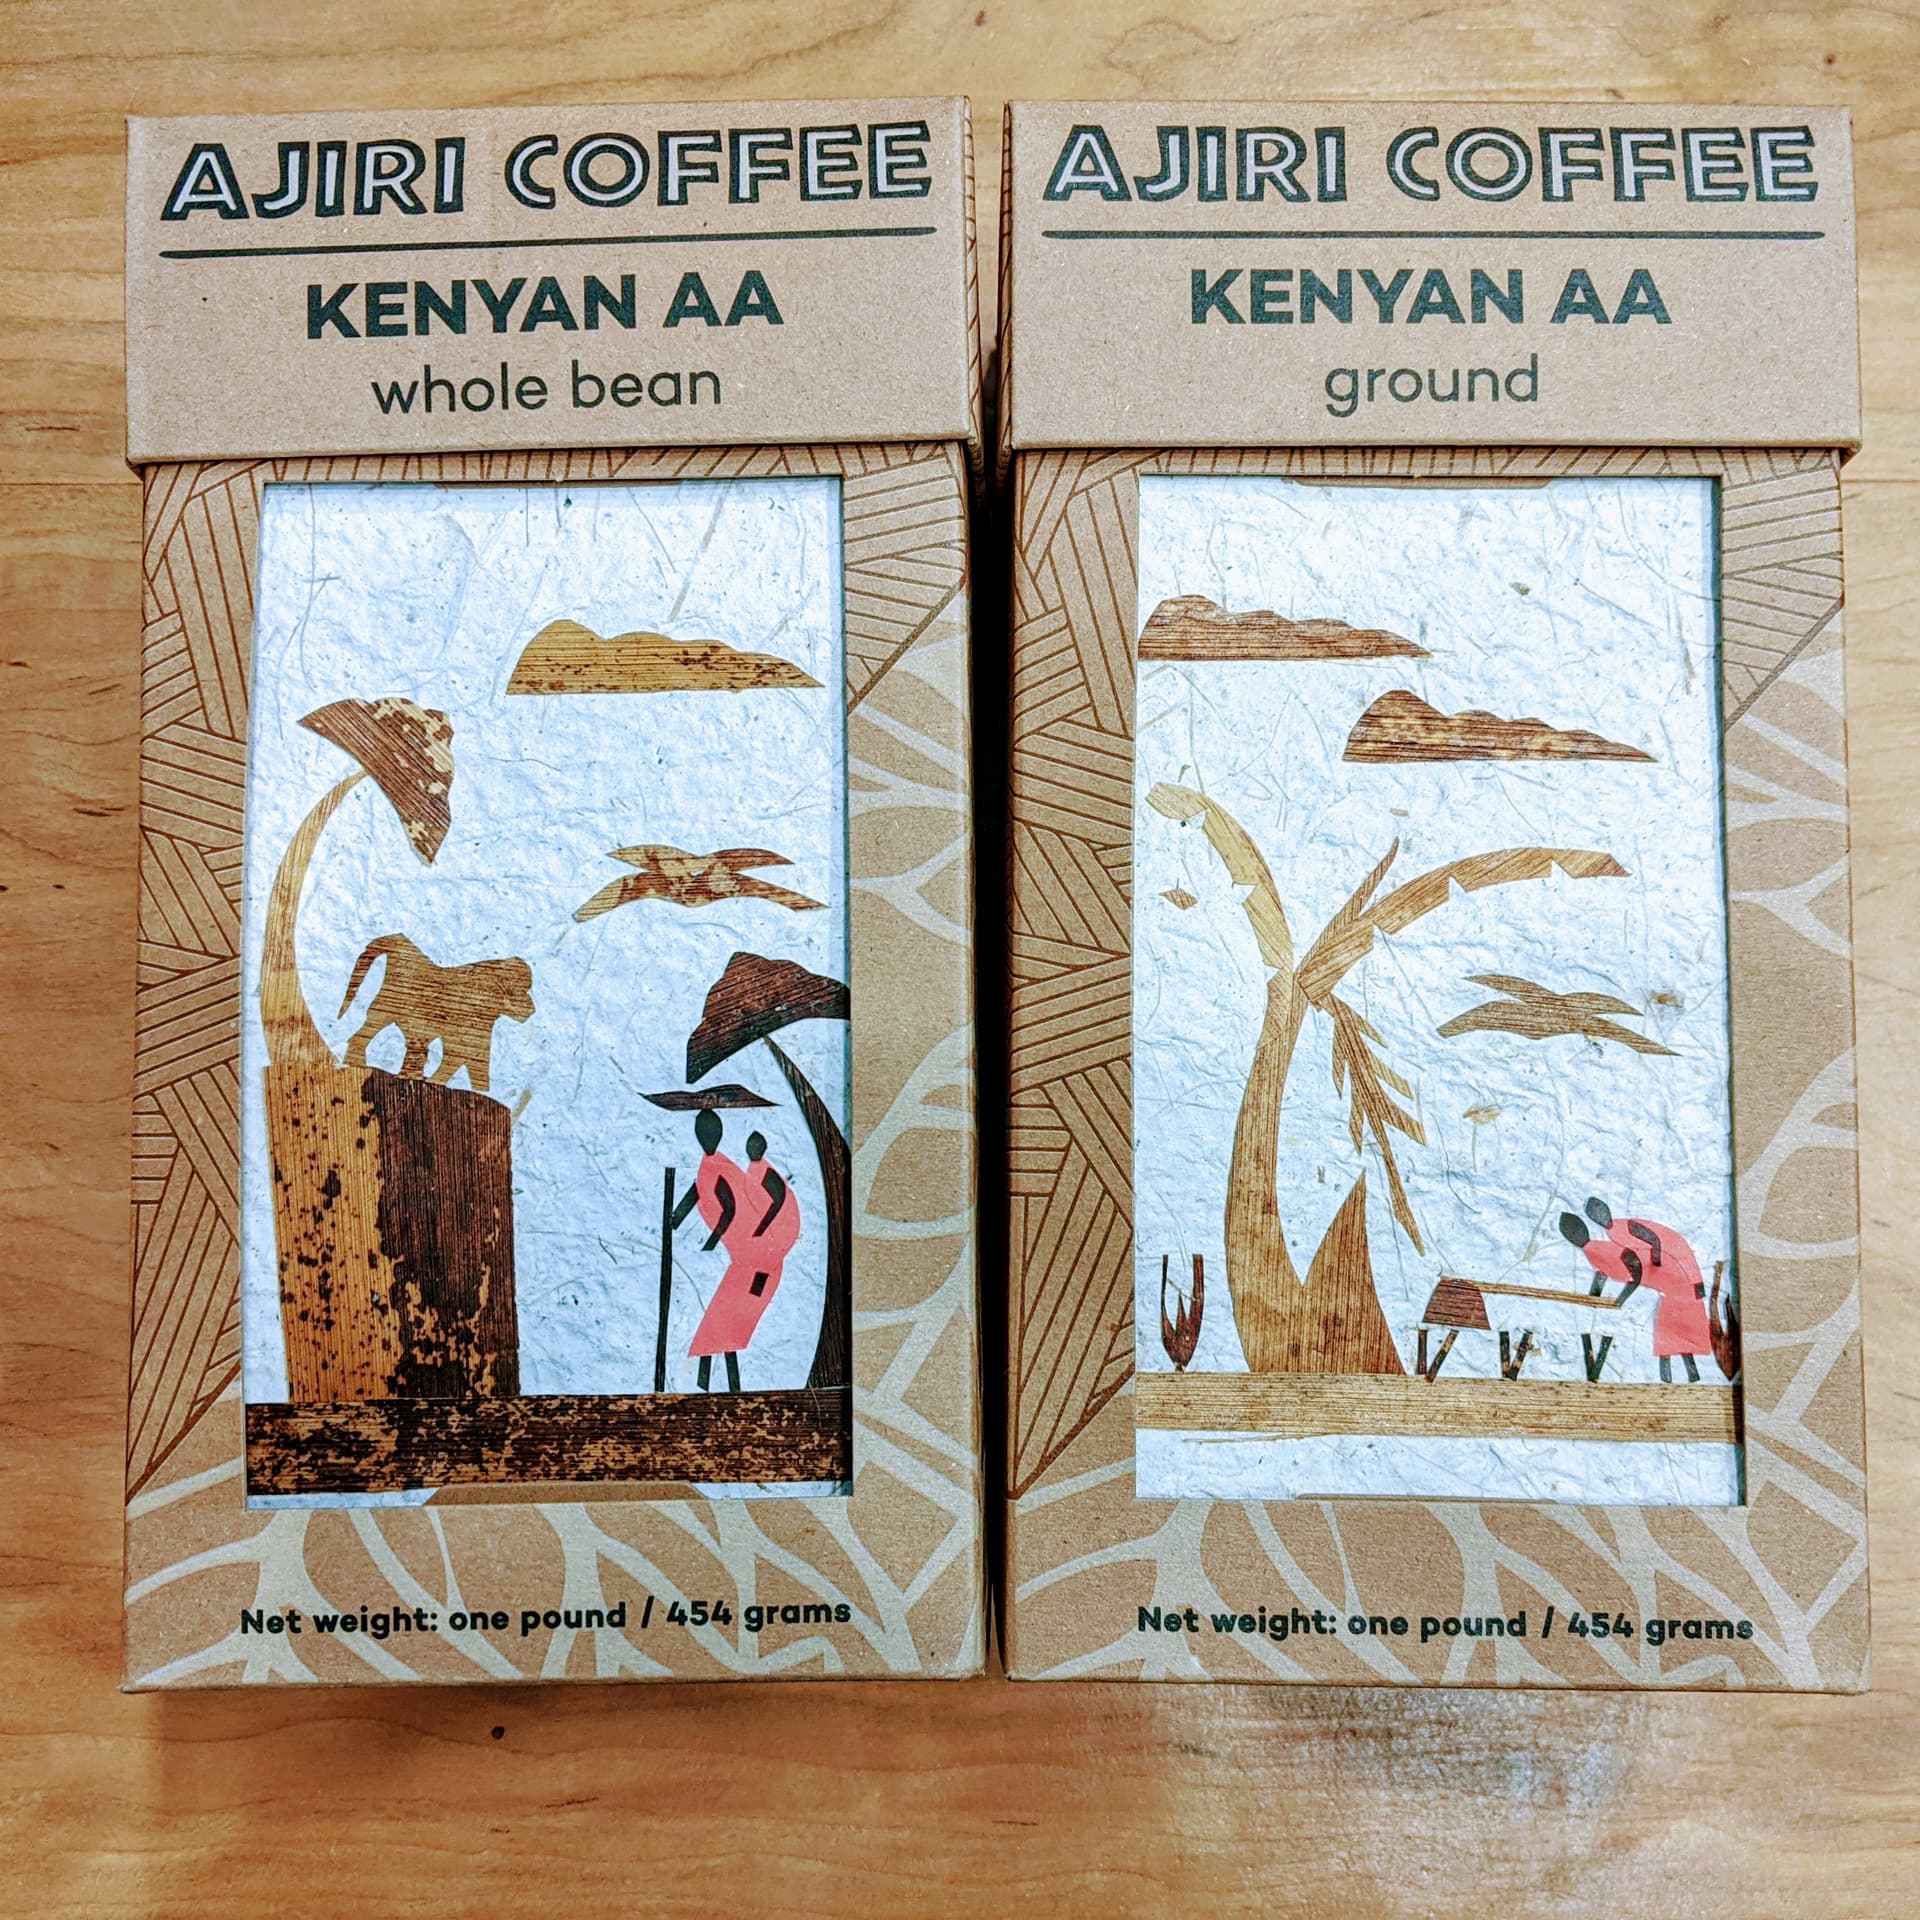 AJIRI COFFEE
KENYAN AA
whole bean
Net weight: one pound / 454 grams
AJIRI COFFEE
KENYAN AA
ground
Net weight: one pound / 454 grams